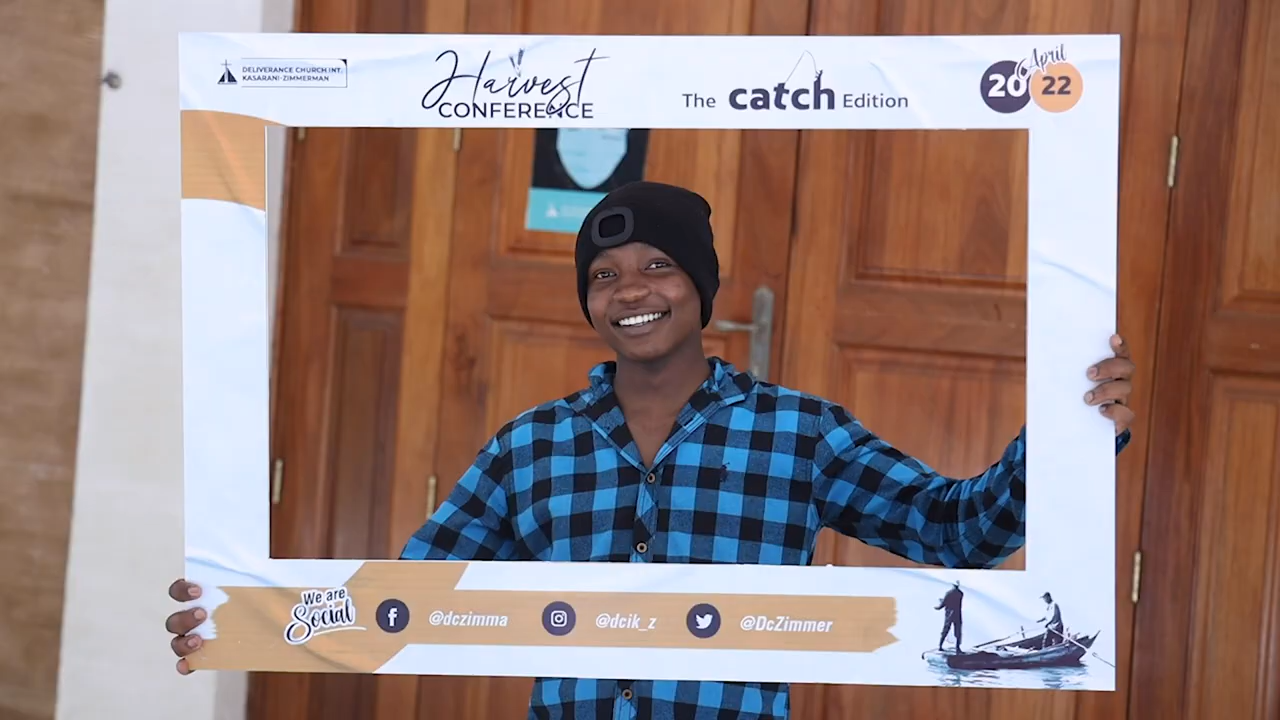 DELIVERANCE CHURCH INT.
KASARANI-ZIMMERMAN
Harvest
CONFERENCE
The catch Edition
April
20 22
We are
Social
@dczimma
@dcik_z
@DcZimmer